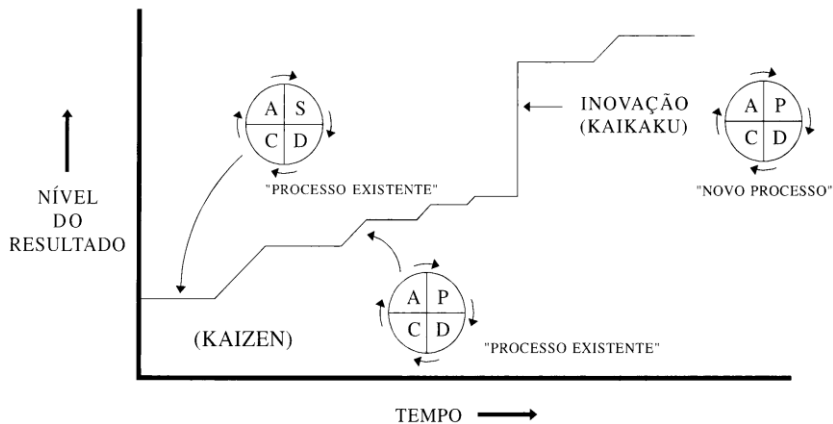 A S
C D
"PROCESSO EXISTENTE"
INOVAÇÃO
(KAIKAKU)
A P
C D
"NOVO PROCESSO"
NÍVEL
DO
RESULTADO
(KAIZEN)
A P
C D
"PROCESSO EXISTENTE"
TEMPO